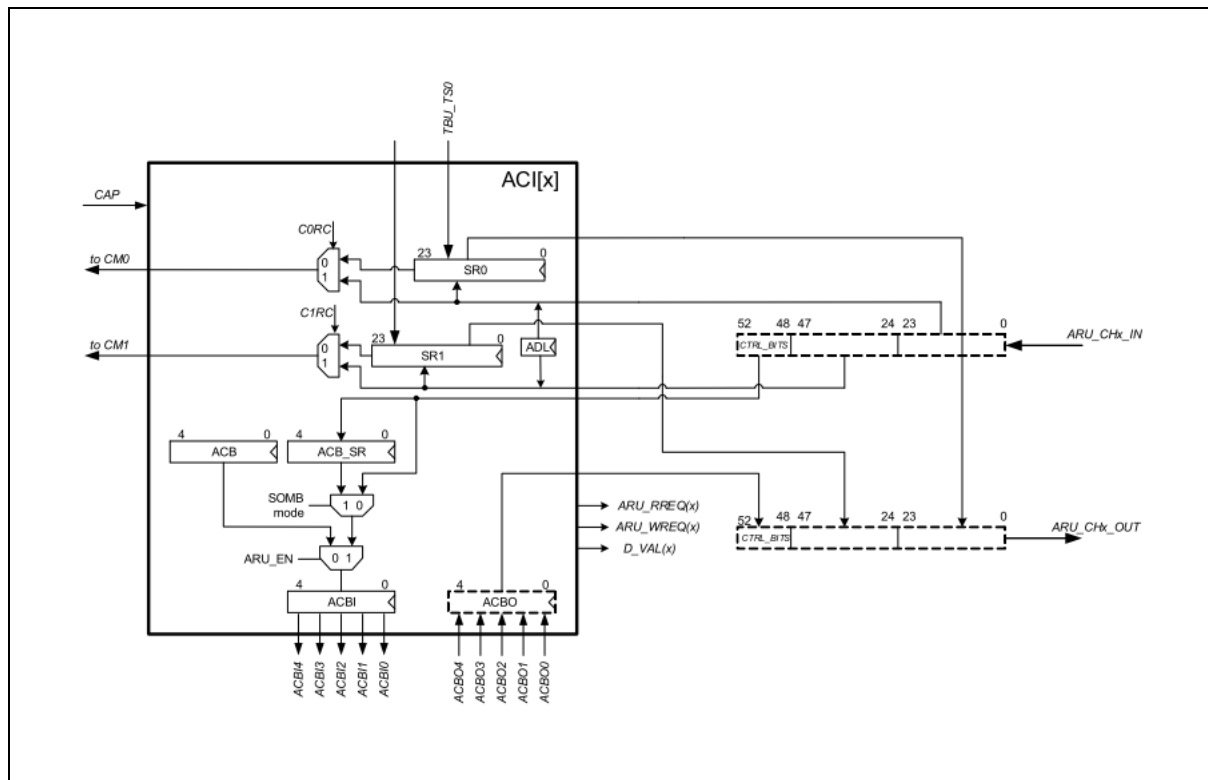 TBU_TS0
ACI[x]
CAP
C0RC
23 0
to CM0
0
1
SR0
C1RC
52 48 47 24 23 0
ARU_CHx_IN
23 0
to CM1
0
1
SR1
ADL
CTRL_BITS
4 0 4 0
ACB ACB_SR
SOMB
mode
1 0
ARU_RREQ(x)
52 48 47 24 23 0
ARU_WREQ(x)
ARU_CHx_OUT
CTRL_BITS
D_VAL(x)
ARU_EN
0 1
4 0 4 0
ACBI ACBO
ACBI4
ACBI3
ACBI2
ACBI1
ACBI0
ACBO4
ACBO3
ACBO2
ACBO1
ACBO0